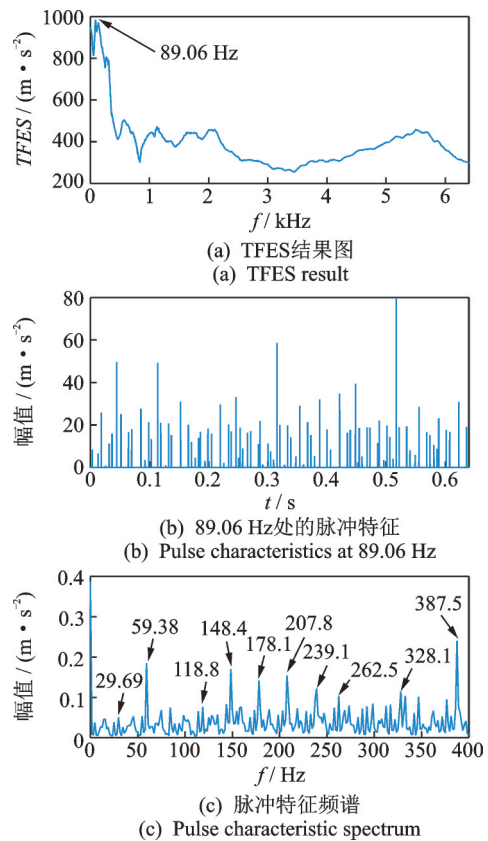 1000
800
600
400
200
TFES / (m • s⁻²)
89.06 Hz
0 1 2 3 4 5 6
f / kHz
(a) TFES结果图
(a) TFES result
80
60
40
20
0
幅值 / (m • s⁻²)
0 0.1 0.2 0.3 0.4 0.5 0.6
t / s
(b) 89.06 Hz处的脉冲特征
(b) Pulse characteristics at 89.06 Hz
0.4
0.3
0.2
0.1
0
幅值 / (m • s⁻²)
29.69
59.38
118.8
148.4
178.1
207.8
239.1
262.5
328.1
387.5
0 50 100 150 200 250 300 350 400
f / Hz
(c) 脉冲特征频谱
(c) Pulse characteristic spectrum